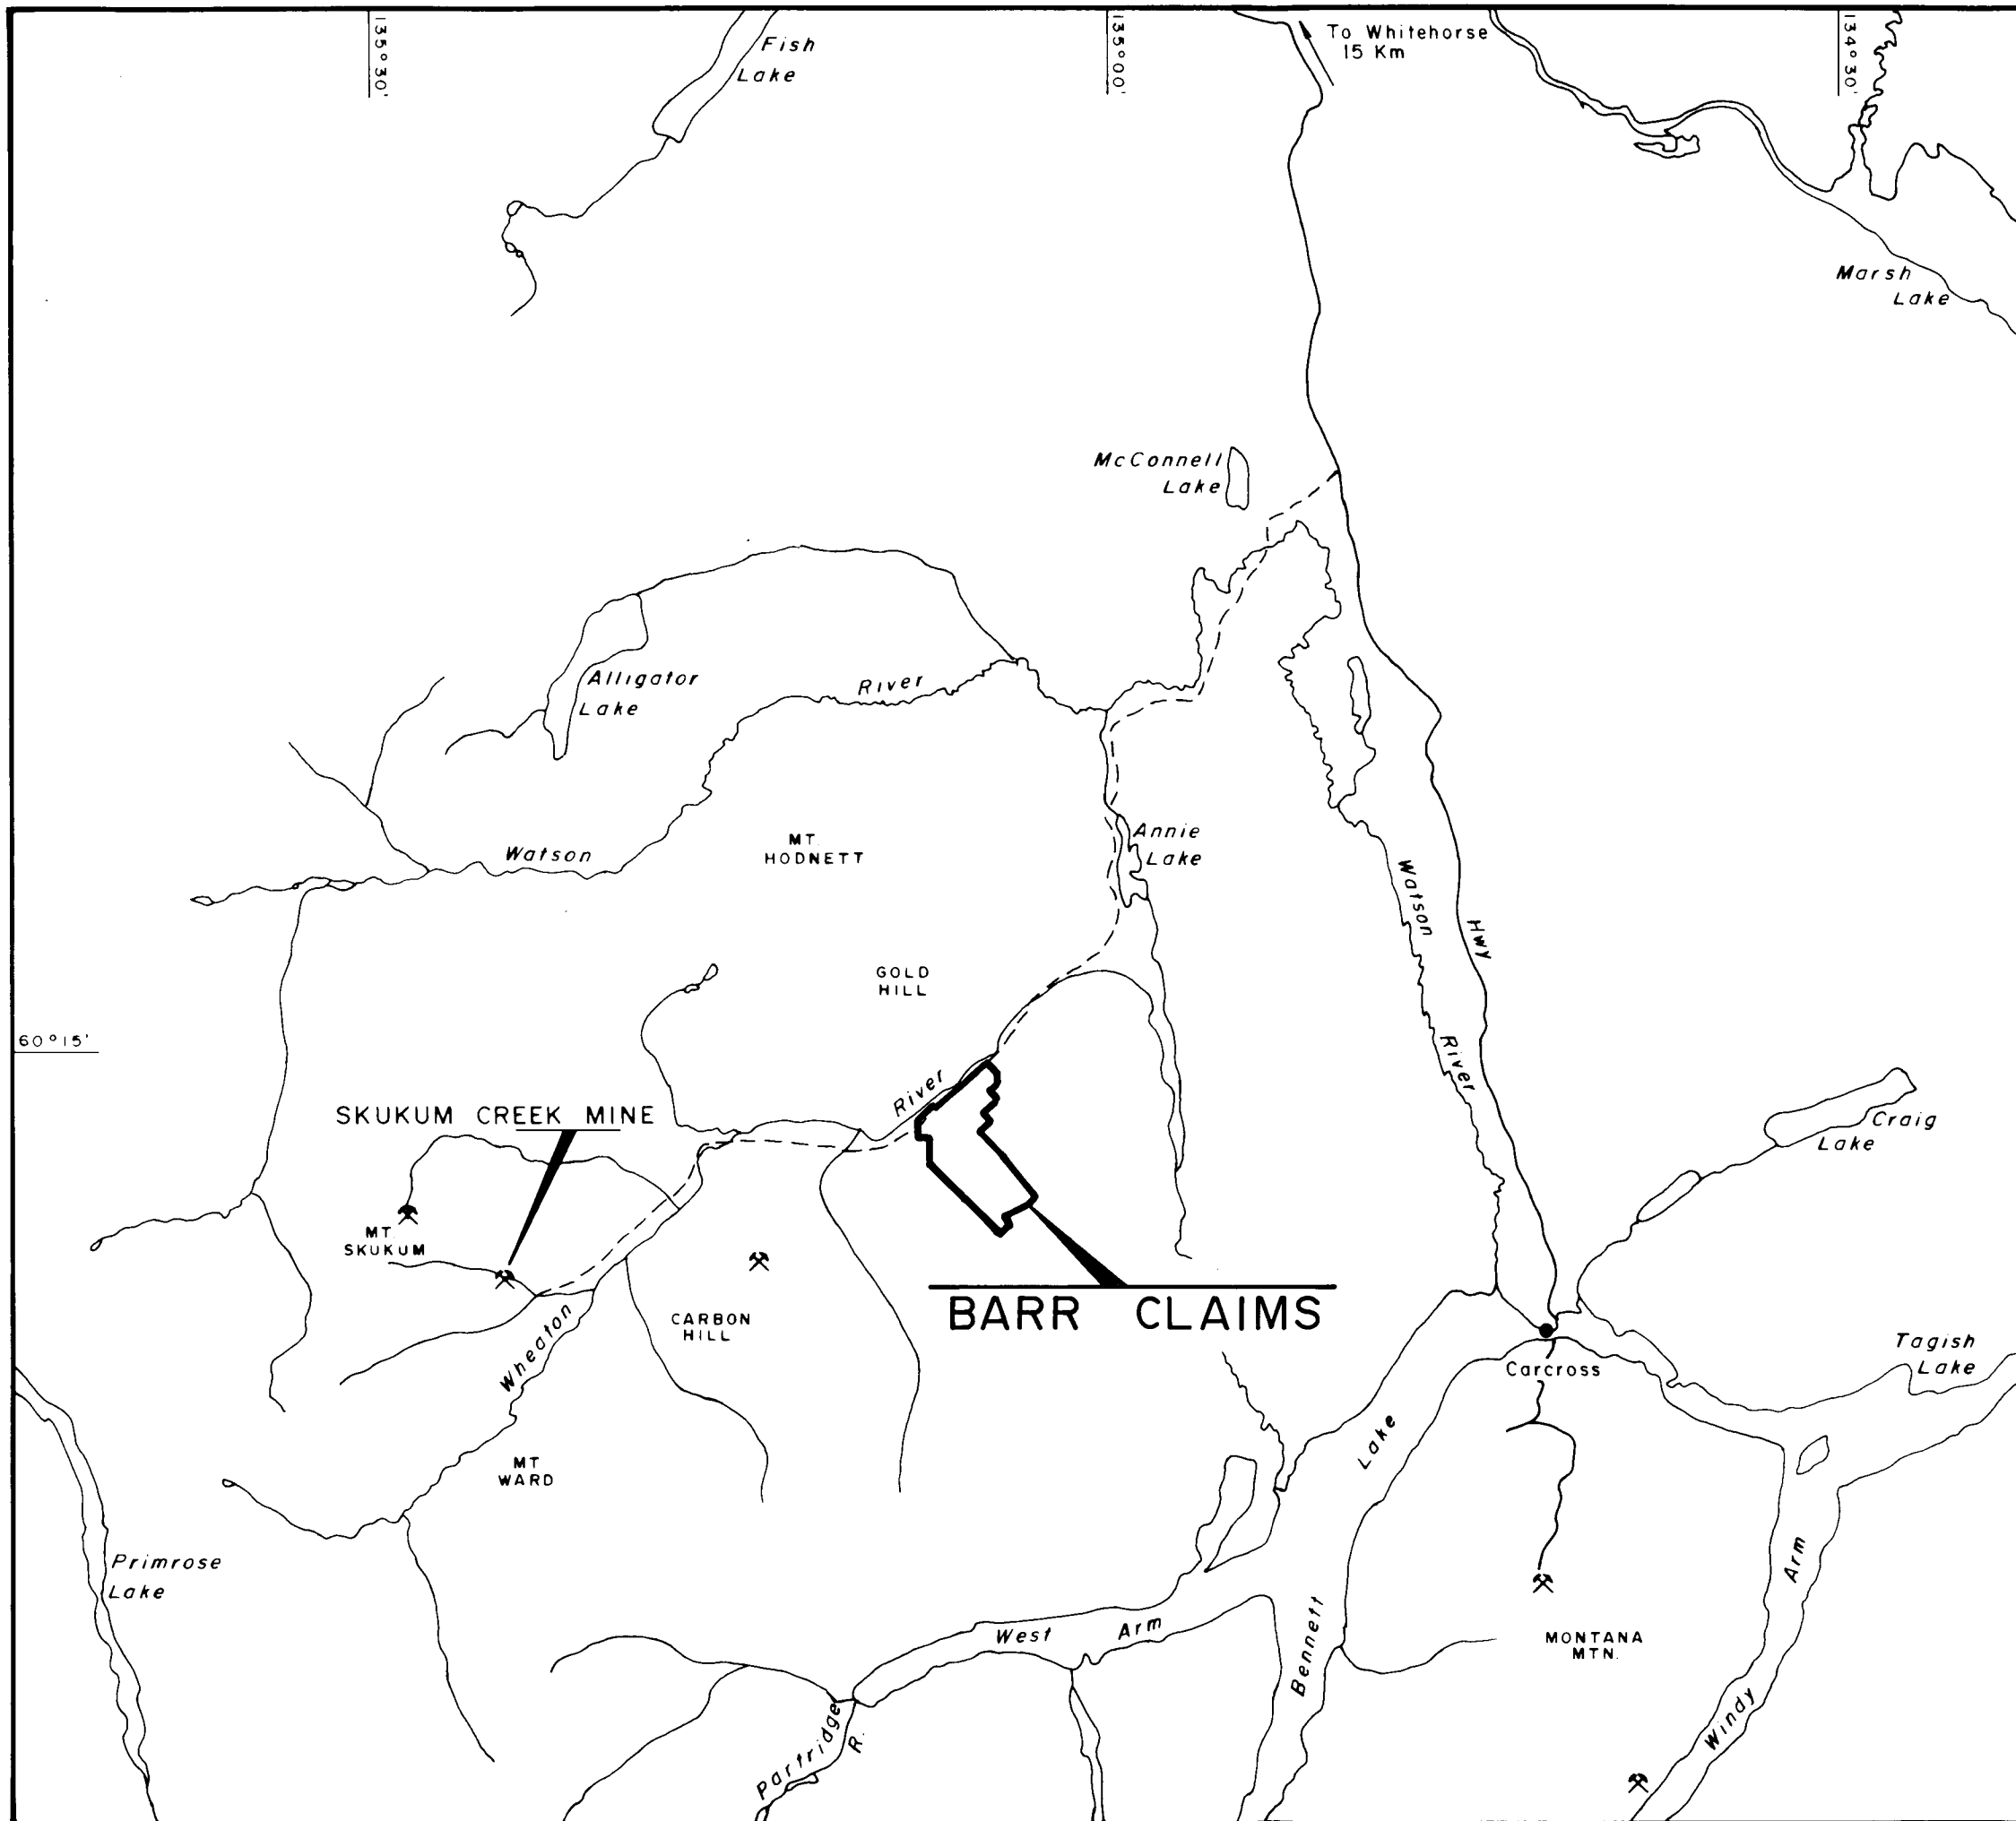 135°30'
Fish
Lake
135°00'
To Whitehorse
15 Km
134°30'
Marsh
Lake
McConnell
Lake
Alligator
Lake
River
Annie
Lake
MT.
HODNETT
Watson
Watson
River
Hwy
GOLD
HILL
60°15'
River
SKUKUM CREEK MINE
Craig
Lake
MT.
SKUKUM
BARR CLAIMS
CARBON
HILL
Wheaton
Carcross
Tagish
Lake
MT
WARD
Lake
Bennett
Primrose
Lake
West Arm
Arm
Windy
MONTANA
MTN.
Partridge
R.